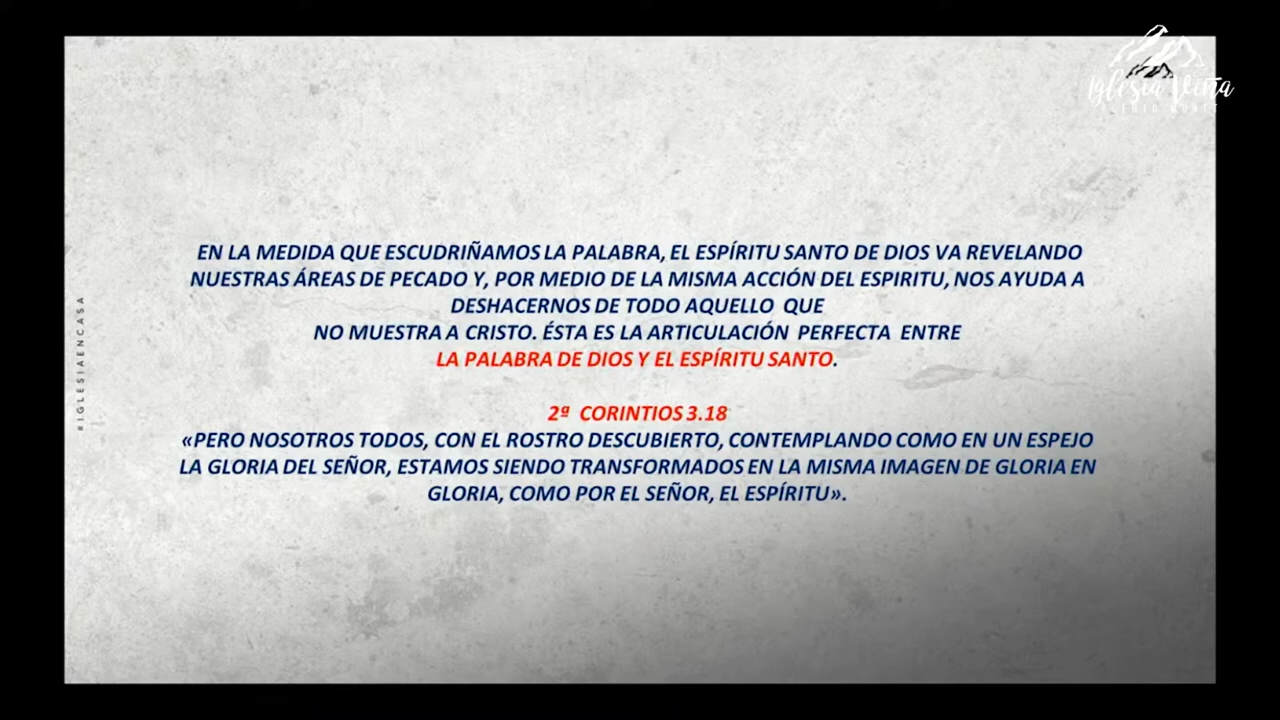 Iglesia Viña
PUERTO MONTT
EN LA MEDIDA QUE ESCUDRIÑAMOS LA PALABRA, EL ESPÍRITU SANTO DE DIOS VA REVELANDO
NUESTRAS ÁREAS DE PECADO Y, POR MEDIO DE LA MISMA ACCIÓN DEL ESPIRITU, NOS AYUDA A
DESHACERNOS DE TODO AQUELLO QUE
NO MUESTRA A CRISTO. ÉSTA ES LA ARTICULACIÓN PERFECTA ENTRE
LA PALABRA DE DIOS Y EL ESPÍRITU SANTO.
2ª CORINTIOS 3.18
«PERO NOSOTROS TODOS, CON EL ROSTRO DESCUBIERTO, CONTEMPLANDO COMO EN UN ESPEJO
LA GLORIA DEL SEÑOR, ESTAMOS SIENDO TRANSFORMADOS EN LA MISMA IMAGEN DE GLORIA EN
GLORIA, COMO POR EL SEÑOR, EL ESPÍRITU».
#IGLESIAENCASA